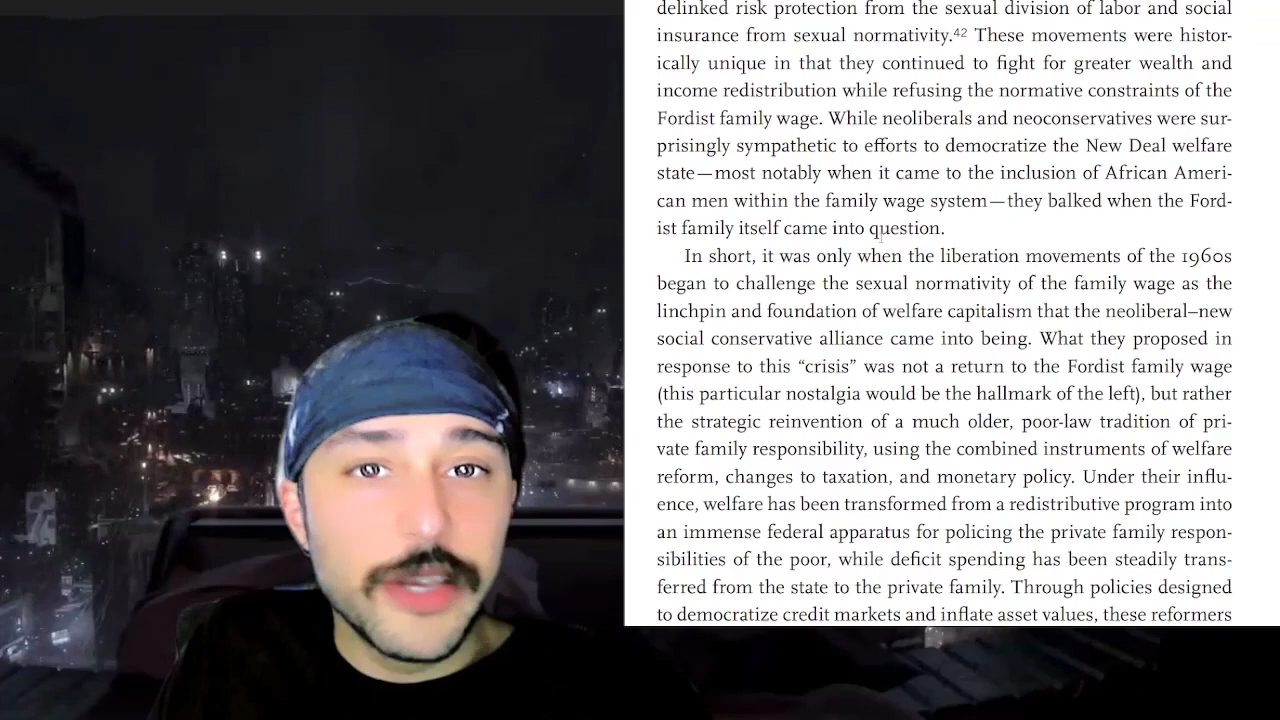 delinked risk protection from the sexual division of labor and social
insurance from sexual normativity.⁴² These movements were histor-
ically unique in that they continued to fight for greater wealth and
income redistribution while refusing the normative constraints of the
Fordist family wage. While neoliberals and neoconservatives were sur-
prisingly sympathetic to efforts to democratize the New Deal welfare
state—most notably when it came to the inclusion of African Ameri-
can men within the family wage system—they balked when the Ford-
ist family itself came into question.
In short, it was only when the liberation movements of the 1960s
began to challenge the sexual normativity of the family wage as the
linchpin and foundation of welfare capitalism that the neoliberal–new
social conservative alliance came into being. What they proposed in
response to this “crisis” was not a return to the Fordist family wage
(this particular nostalgia would be the hallmark of the left), but rather
the strategic reinvention of a much older, poor-law tradition of pri-
vate family responsibility, using the combined instruments of welfare
reform, changes to taxation, and monetary policy. Under their influ-
ence, welfare has been transformed from a redistributive program into
an immense federal apparatus for policing the private family respon-
sibilities of the poor, while deficit spending has been steadily trans-
ferred from the state to the private family. Through policies designed
to democratize credit markets and inflate asset values, these reformers